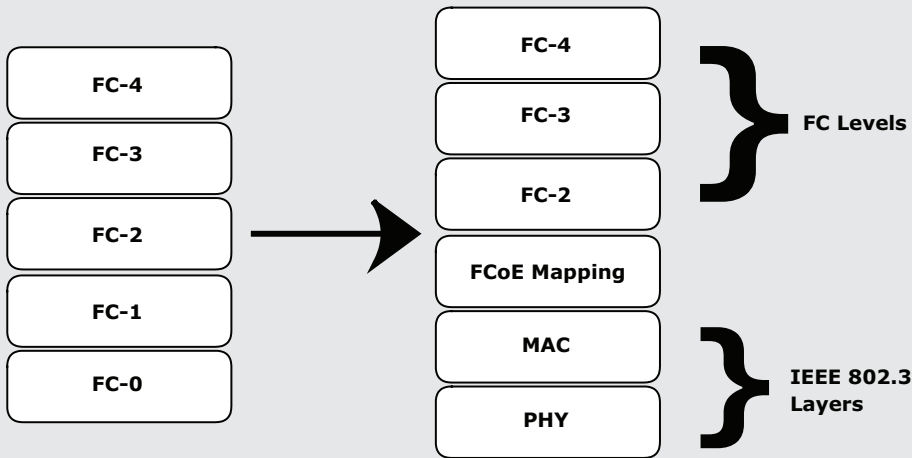 FC-4
FC-3
FC-2
FC-1
FC-0
FC-4
FC-3
FC-2
FCoE Mapping
MAC
PHY
FC Levels
IEEE 802.3
Layers